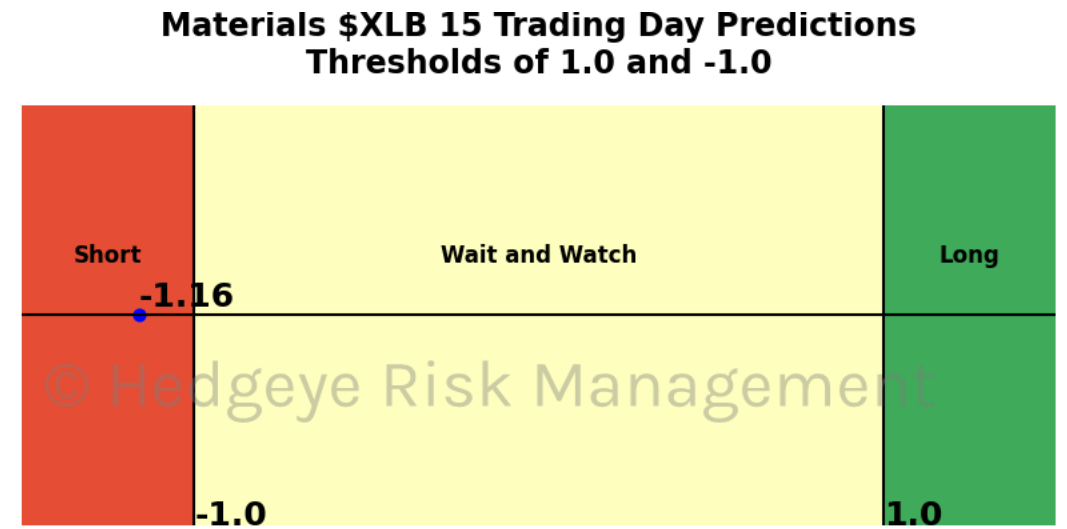 Materials $XLB 15 Trading Day Predictions
Thresholds of 1.0 and -1.0
Short
Wait and Watch
Long
-1.16
© Hedgeye Risk Management
-1.0
1.0